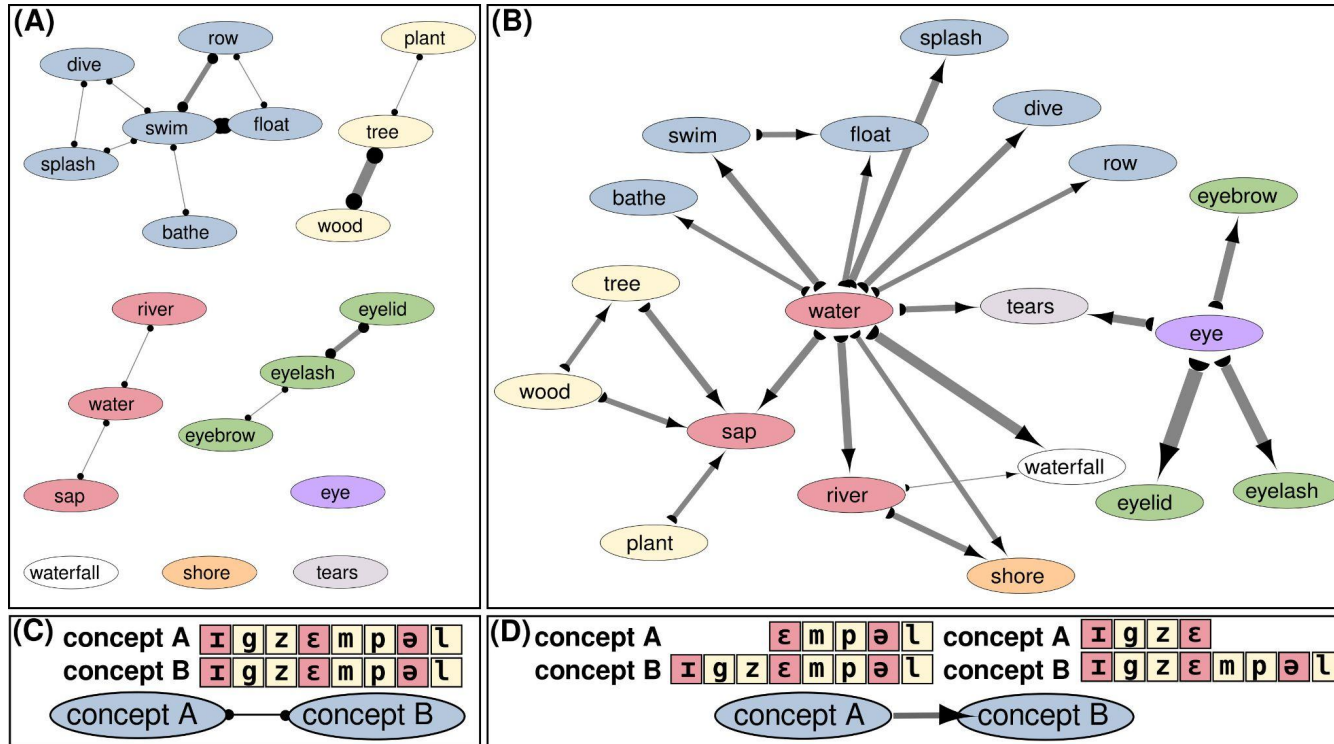 (A)
row
plant
dive
swim
float
tree
splash
bathe
wood
river
eyelid
eyelash
water
eyebrow
sap
eye
waterfall
shore
tears
(B)
splash
dive
swim
float
row
bathe
eyebrow
tree
water
tears
eye
wood
sap
waterfall
river
eyelid
eyelash
plant
shore
(C)
concept A ɪ g z ɛ m p ə l
concept B ɪ g z ɛ m p ə l
concept A
concept B
(D)
concept A ɛ m p ə l
concept B ɪ g z ɛ m p ə l
concept A ɪ g z ɛ
concept B ɪ g z ɛ m p ə l
concept A
concept B